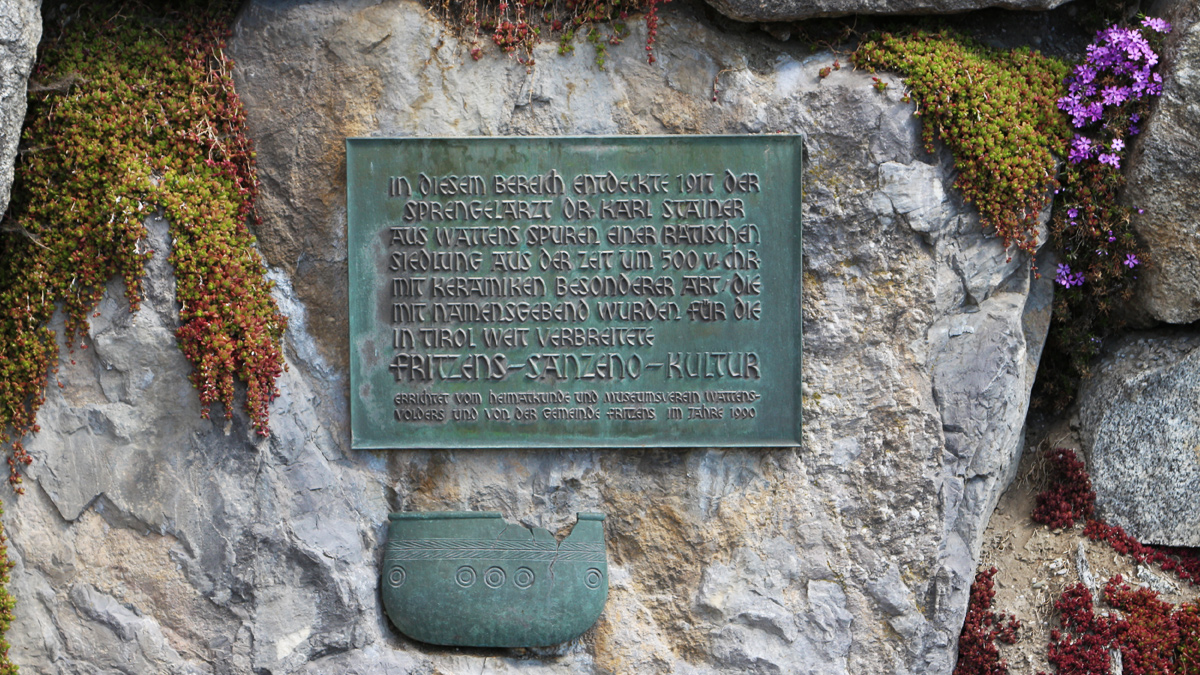 IN DIESEM BEREICH ENTDECKTE 1917 DER
SPRENGELARZT DR. KARL STAINER
AUS WATTENS SPUREN EINER RÄTISCHEN
SIEDLUNG AUS DER ZEIT UM 500 V. CHR.
MIT KERAMIKEN BESONDERER ART, DIE
MIT NAMENSGEBEND WURDEN FÜR DIE
IN TIROL WEIT VERBREITETE
FRITZENS-SANZENO-KULTUR
ERRICHTET VOM HEIMATKUNDE UND MUSEUMSVEREIN WATTENS-
VOLDERS UND VON DER GEMEINDE FRITZENS IM JAHRE 1990